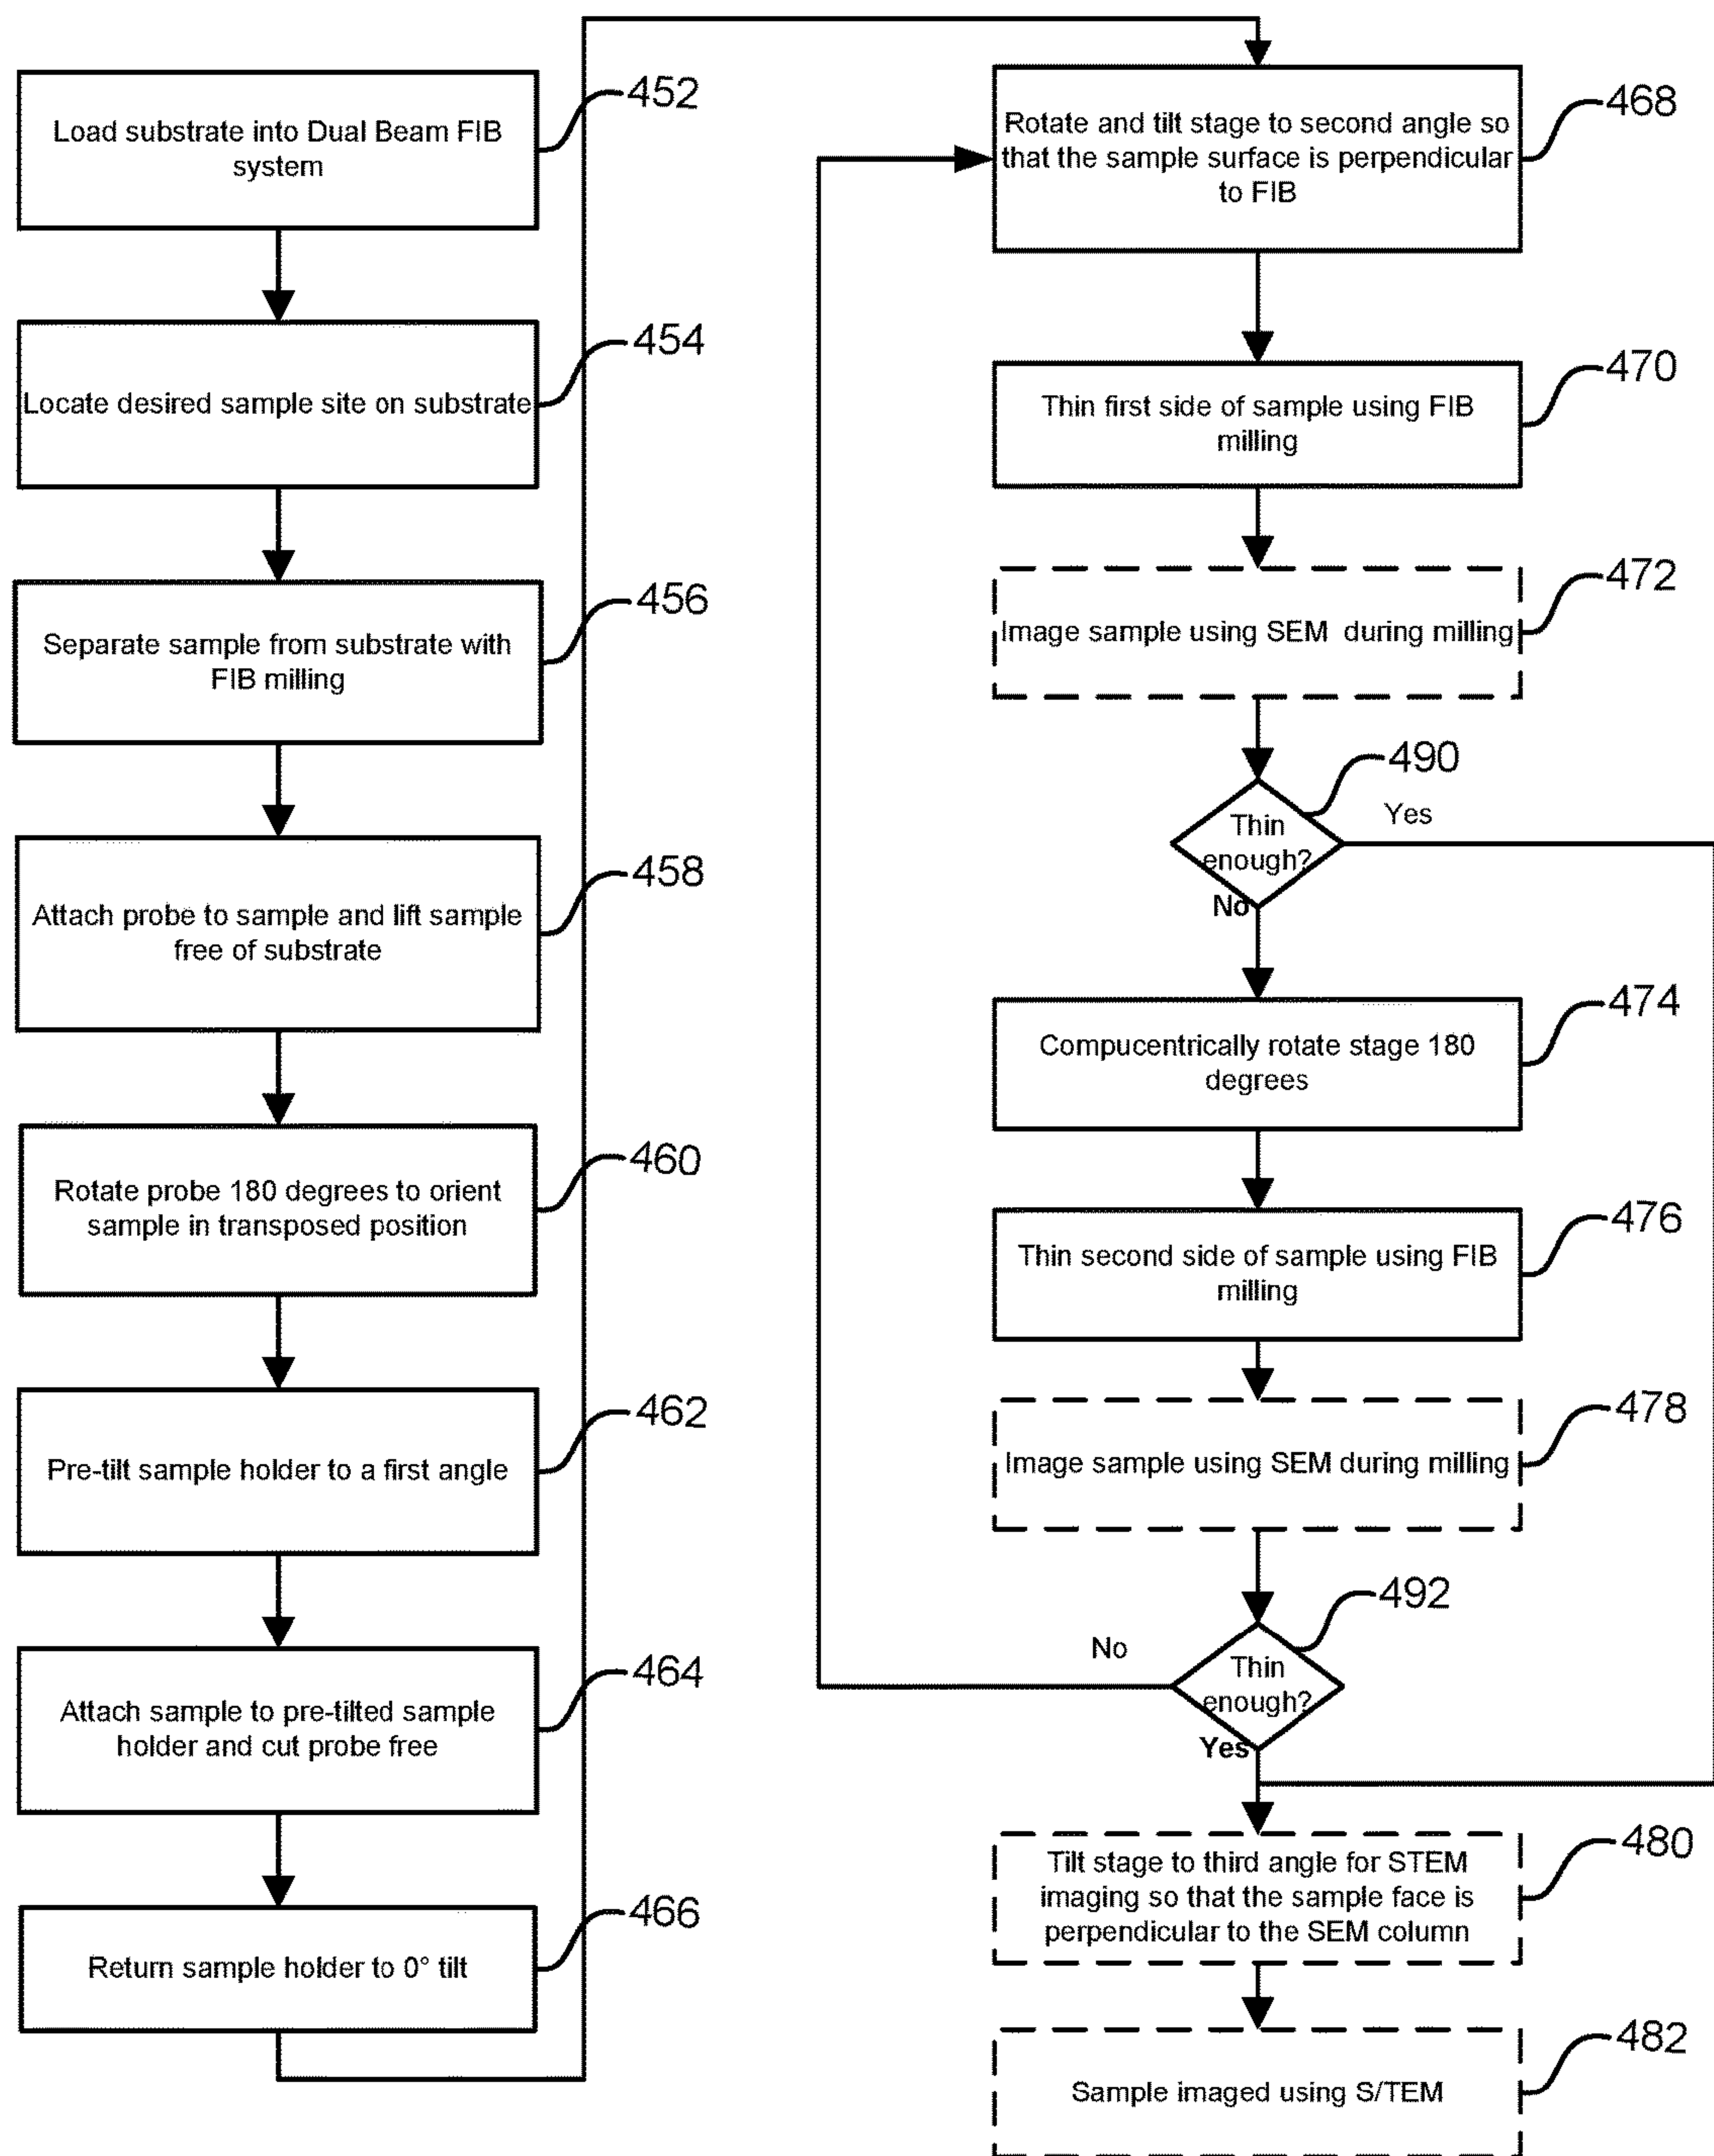 Load substrate into Dual Beam FIB
system
452
Locate desired sample site on substrate
454
Separate sample from substrate with
FIB milling
456
Attach probe to sample and lift sample
free of substrate
458
Rotate probe 180 degrees to orient
sample in transposed position
460
Pre-tilt sample holder to a first angle
462
Attach sample to pre-tilted sample
holder and cut probe free
464
Return sample holder to 0° tilt
466
Rotate and tilt stage to second angle so
that the sample surface is perpendicular
to FIB
468
Thin first side of sample using FIB
milling
470
Image sample using SEM during milling
472
Thin
enough?
490
Yes
No
Compucentrically rotate stage 180
degrees
474
Thin second side of sample using FIB
milling
476
Image sample using SEM during milling
478
Thin
enough?
492
No
Yes
Tilt stage to third angle for STEM
imaging so that the sample face is
perpendicular to the SEM column
480
Sample imaged using S/TEM
482